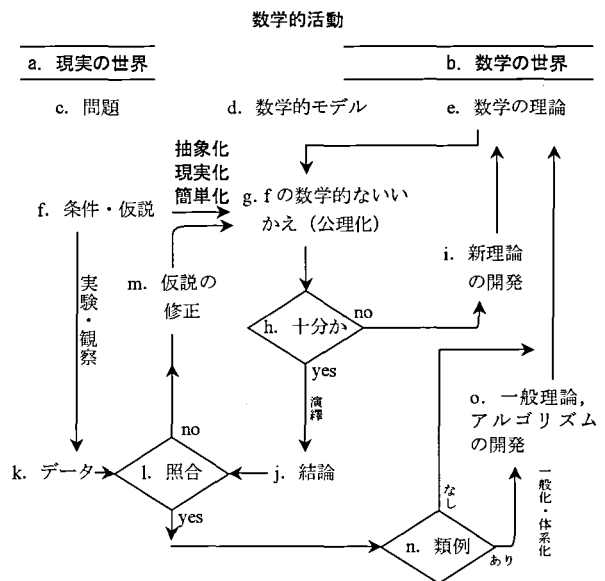 数学的活動
a. 現実の世界
b. 数学の世界
c. 問題
d. 数学的モデル
e. 数学の理論
抽象化
現実化
簡単化
f. 条件・仮説
g. f の数学的ないい
かえ（公理化）
i. 新理論
の開発
実験・観察
m. 仮説の
修正
h. 十分か
no
yes
演繹
o. 一般理論,
アルゴリズム
の開発
no
k. データ
l. 照合
j. 結論
yes
なし
一般化・体系化
n. 類例
あり